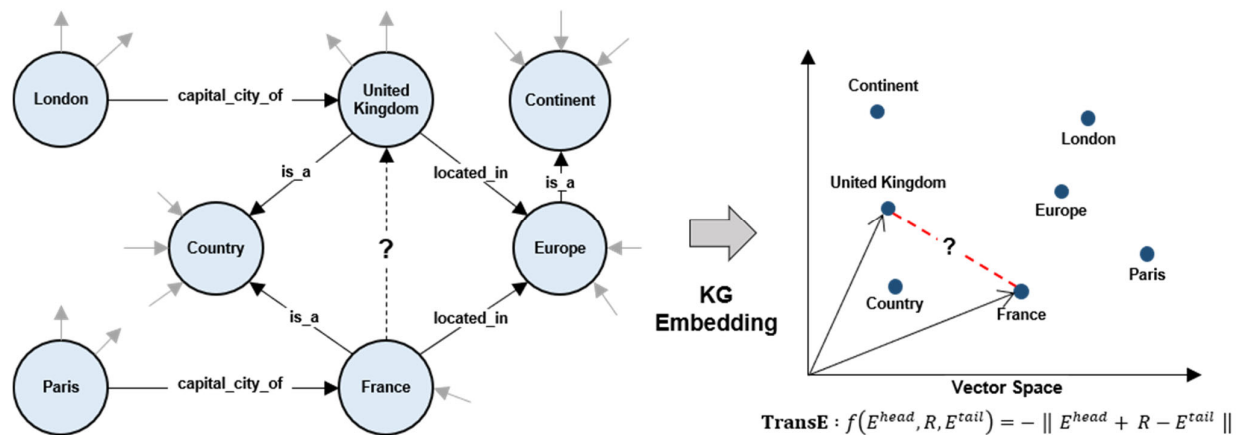 London
capital_city_of
United
Kingdom
Continent
is_a
located_in
is_a
Country
?
Europe
is_a
located_in
Paris
capital_city_of
France
KG
Embedding
Continent
London
United Kingdom
Europe
?
Paris
Country
France
Vector Space
TransE : f(E^head, R, E^tail) = − ∥ E^head + R − E^tail ∥